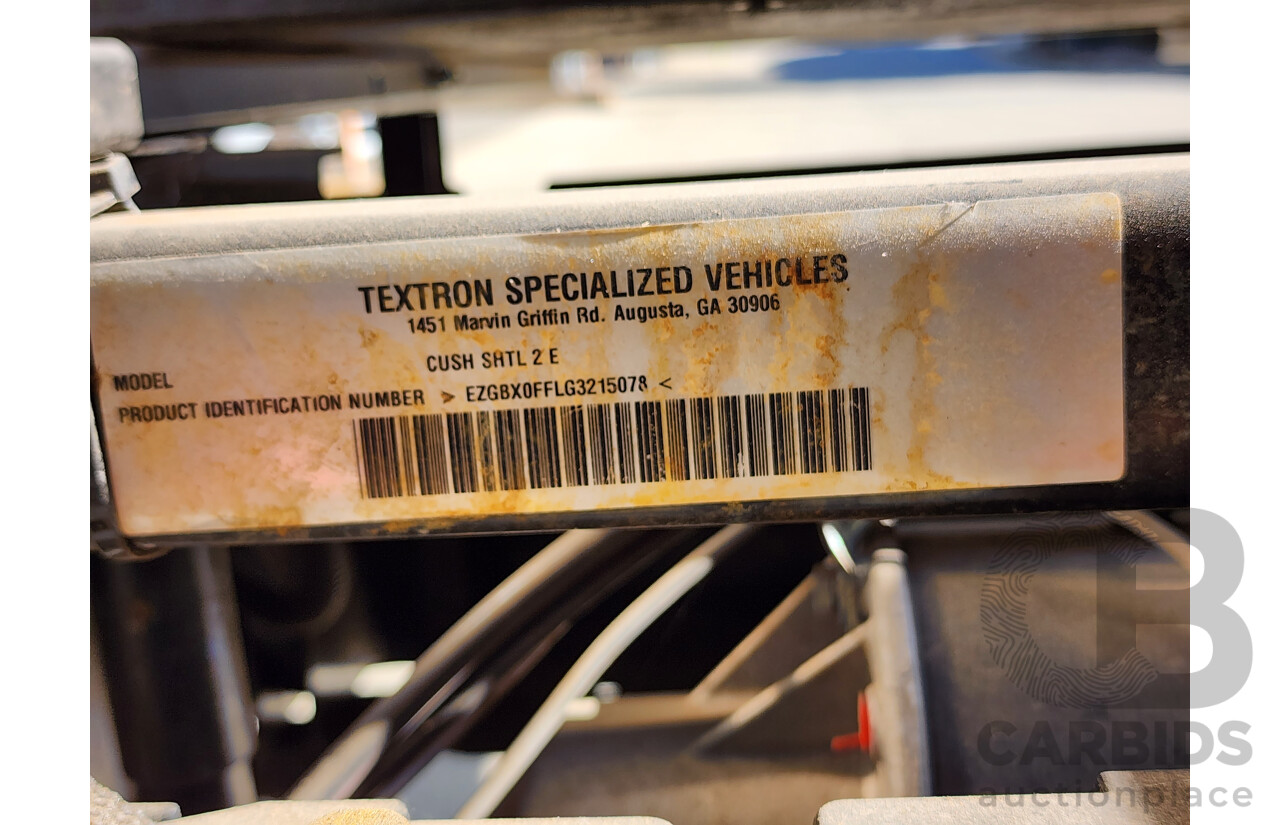 TEXTRON SPECIALIZED VEHICLES
1451 Marvin Griffin Rd. Augusta, GA 30906
MODEL CUSH SHTL 2 E
PRODUCT IDENTIFICATION NUMBER > EZGBX0FFLG3215078 <
CB
CARBIDS
auctionplace